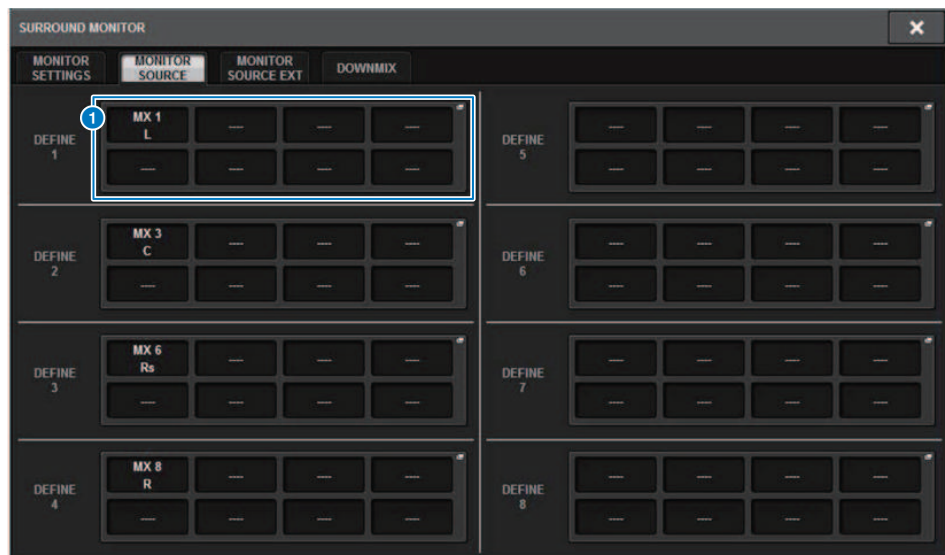 SURROUND MONITOR
MONITOR SETTINGS
MONITOR SOURCE
MONITOR SOURCE EXT
DOWNMIX
1
DEFINE 1
MX 1 L ---- ---- ----
---- ---- ---- ----
DEFINE 2
MX 3 C ---- ---- ----
---- ---- ---- ----
DEFINE 3
MX 6 Rs ---- ---- ----
---- ---- ---- ----
DEFINE 4
MX 8 R ---- ---- ----
---- ---- ---- ----
DEFINE 5
---- ---- ---- ----
---- ---- ---- ----
DEFINE 6
---- ---- ---- ----
---- ---- ---- ----
DEFINE 7
---- ---- ---- ----
---- ---- ---- ----
DEFINE 8
---- ---- ---- ----
---- ---- ---- ----